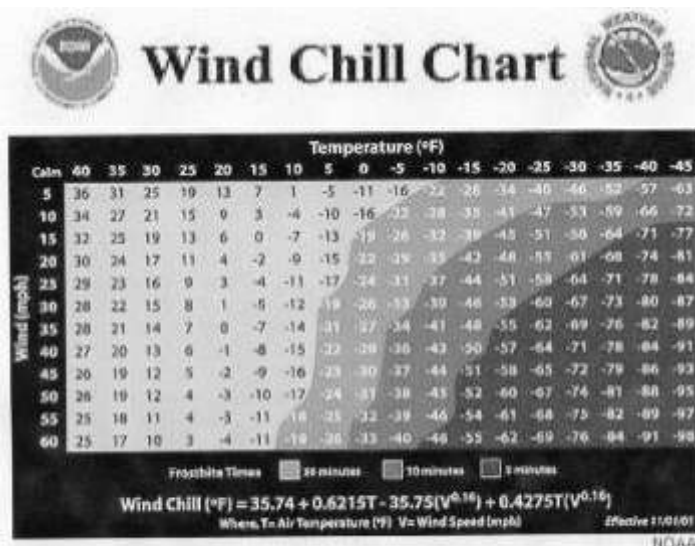 NOAA
Wind Chill Chart
Temperature (°F)
Calm 40 35 30 25 20 15 10 5 0 -5 -10 -15 -20 -25 -30 -35 -40 -45
Wind (mph)
5 36 31 25 19 13 7 1 -5 -11 -16 -22 -28 -34 -40 -46 -52 -57 -63
10 34 27 21 15 9 3 -4 -10 -16 -22 -28 -35 -41 -47 -53 -59 -66 -72
15 32 25 19 13 6 0 -7 -13 -19 -26 -32 -39 -45 -51 -58 -64 -71 -77
20 30 24 17 11 4 -2 -9 -15 -22 -29 -35 -42 -48 -55 -61 -68 -74 -81
25 29 23 16 9 3 -4 -11 -17 -24 -31 -37 -44 -51 -58 -64 -71 -78 -84
30 28 22 15 8 1 -5 -12 -19 -26 -33 -39 -46 -53 -60 -67 -73 -80 -87
35 28 21 14 7 0 -7 -14 -21 -27 -34 -41 -48 -55 -62 -69 -76 -82 -89
40 27 20 13 6 -1 -8 -15 -22 -29 -36 -43 -50 -57 -64 -71 -78 -84 -91
45 26 19 12 5 -2 -9 -16 -23 -30 -37 -44 -51 -58 -65 -72 -79 -86 -93
50 26 19 12 4 -3 -10 -17 -24 -31 -38 -45 -52 -60 -67 -74 -81 -88 -95
55 25 18 11 4 -3 -11 -18 -25 -32 -39 -46 -54 -61 -68 -75 -82 -89 -97
60 25 17 10 3 -4 -11 -19 -26 -33 -40 -48 -55 -62 -69 -76 -84 -91 -98
Frostbite Times 30 minutes 10 minutes 5 minutes
Wind Chill (°F) = 35.74 + 0.6215T - 35.75(V^0.16) + 0.4275T(V^0.16)
Where, T= Air Temperature (°F) V= Wind Speed (mph) Effective 11/01/01
NOAA